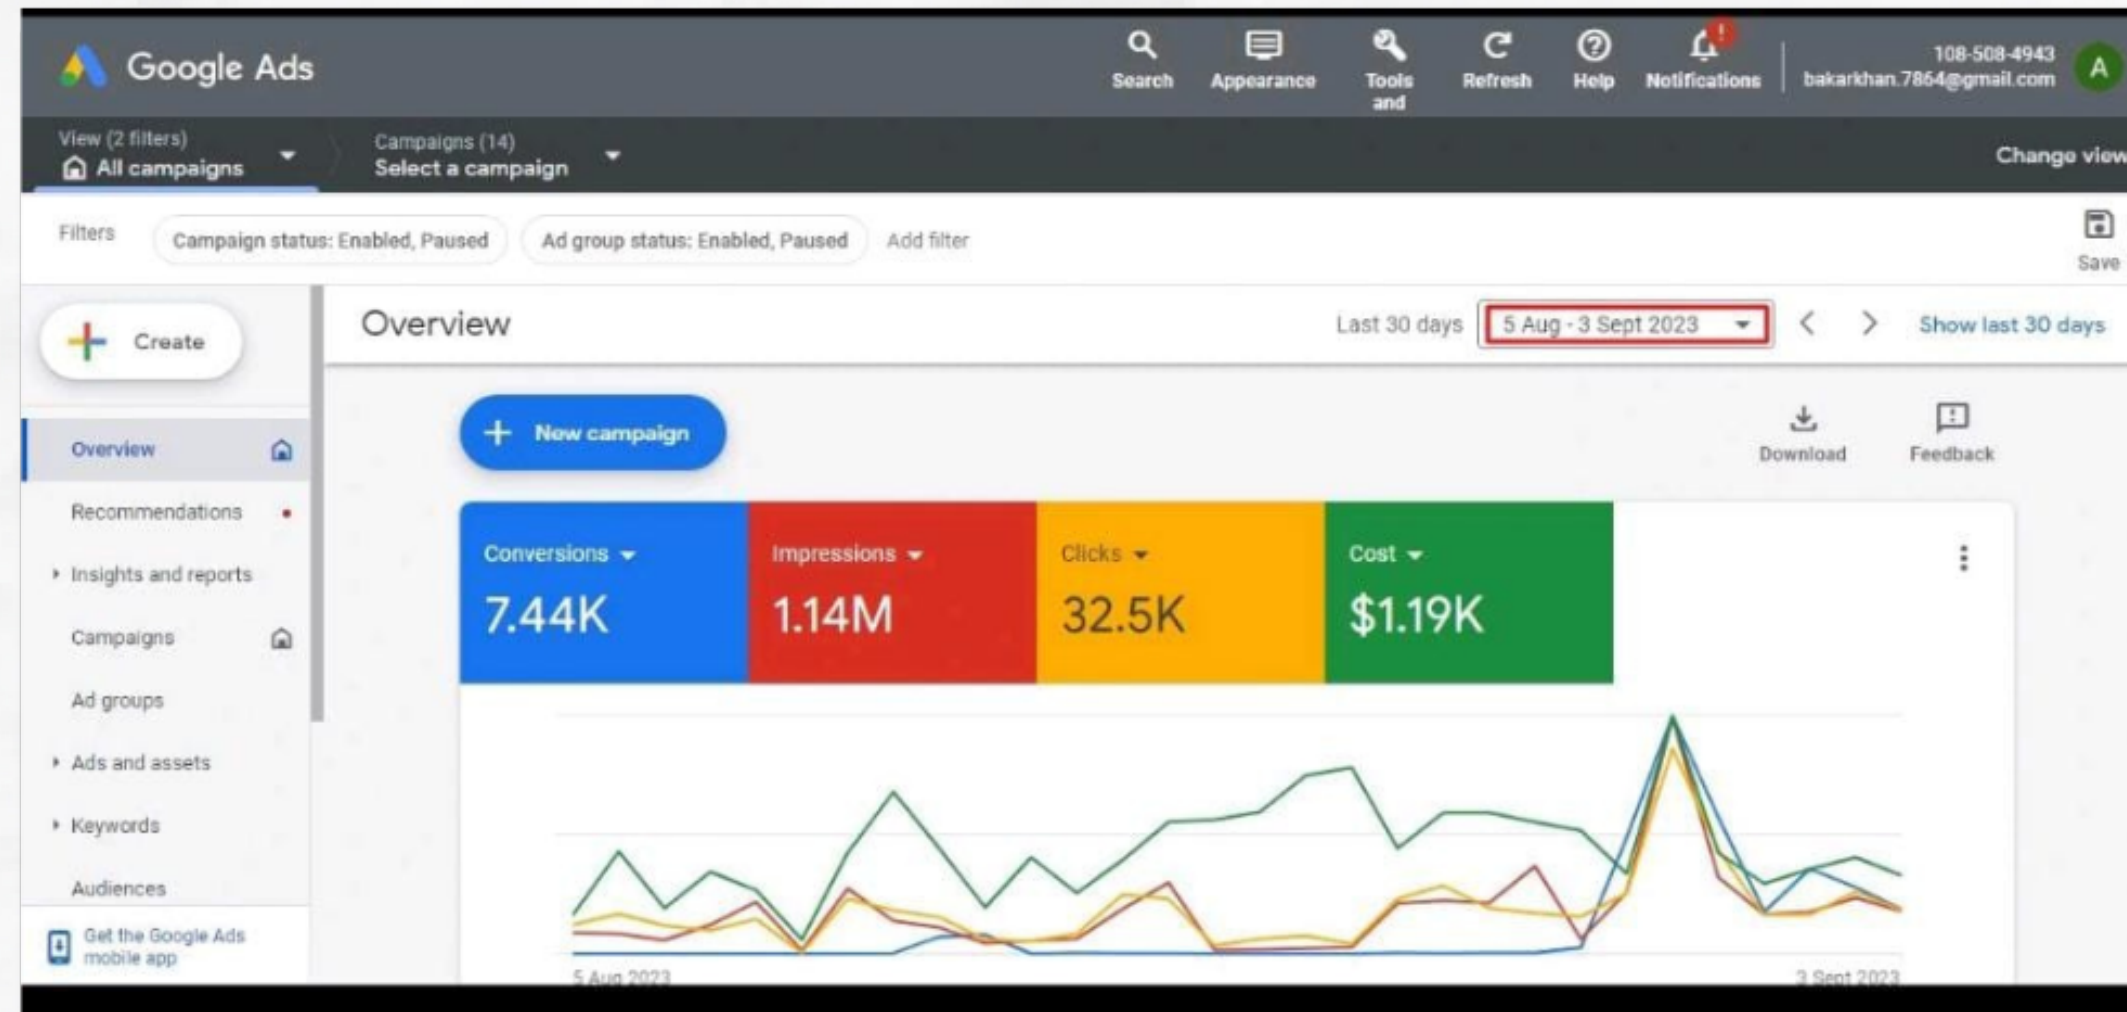 Google Ads
Search
Appearance
Tools
and
Refresh
Help
Notifications
108-508-4943
bakarkhan.7864@gmail.com
A
View (2 filters)
All campaigns
Campaigns (14)
Select a campaign
Change view
Filters
Campaign status: Enabled, Paused
Ad group status: Enabled, Paused
Add filter
Save
Create
Overview
Last 30 days
5 Aug - 3 Sept 2023
Show last 30 days
Overview
Recommendations
Insights and reports
Campaigns
Ad groups
Ads and assets
Keywords
Audiences
Get the Google Ads
mobile app
New campaign
Download
Feedback
Conversions
7.44K
Impressions
1.14M
Clicks
32.5K
Cost
$1.19K
5 Aug 2023
3 Sept 2023